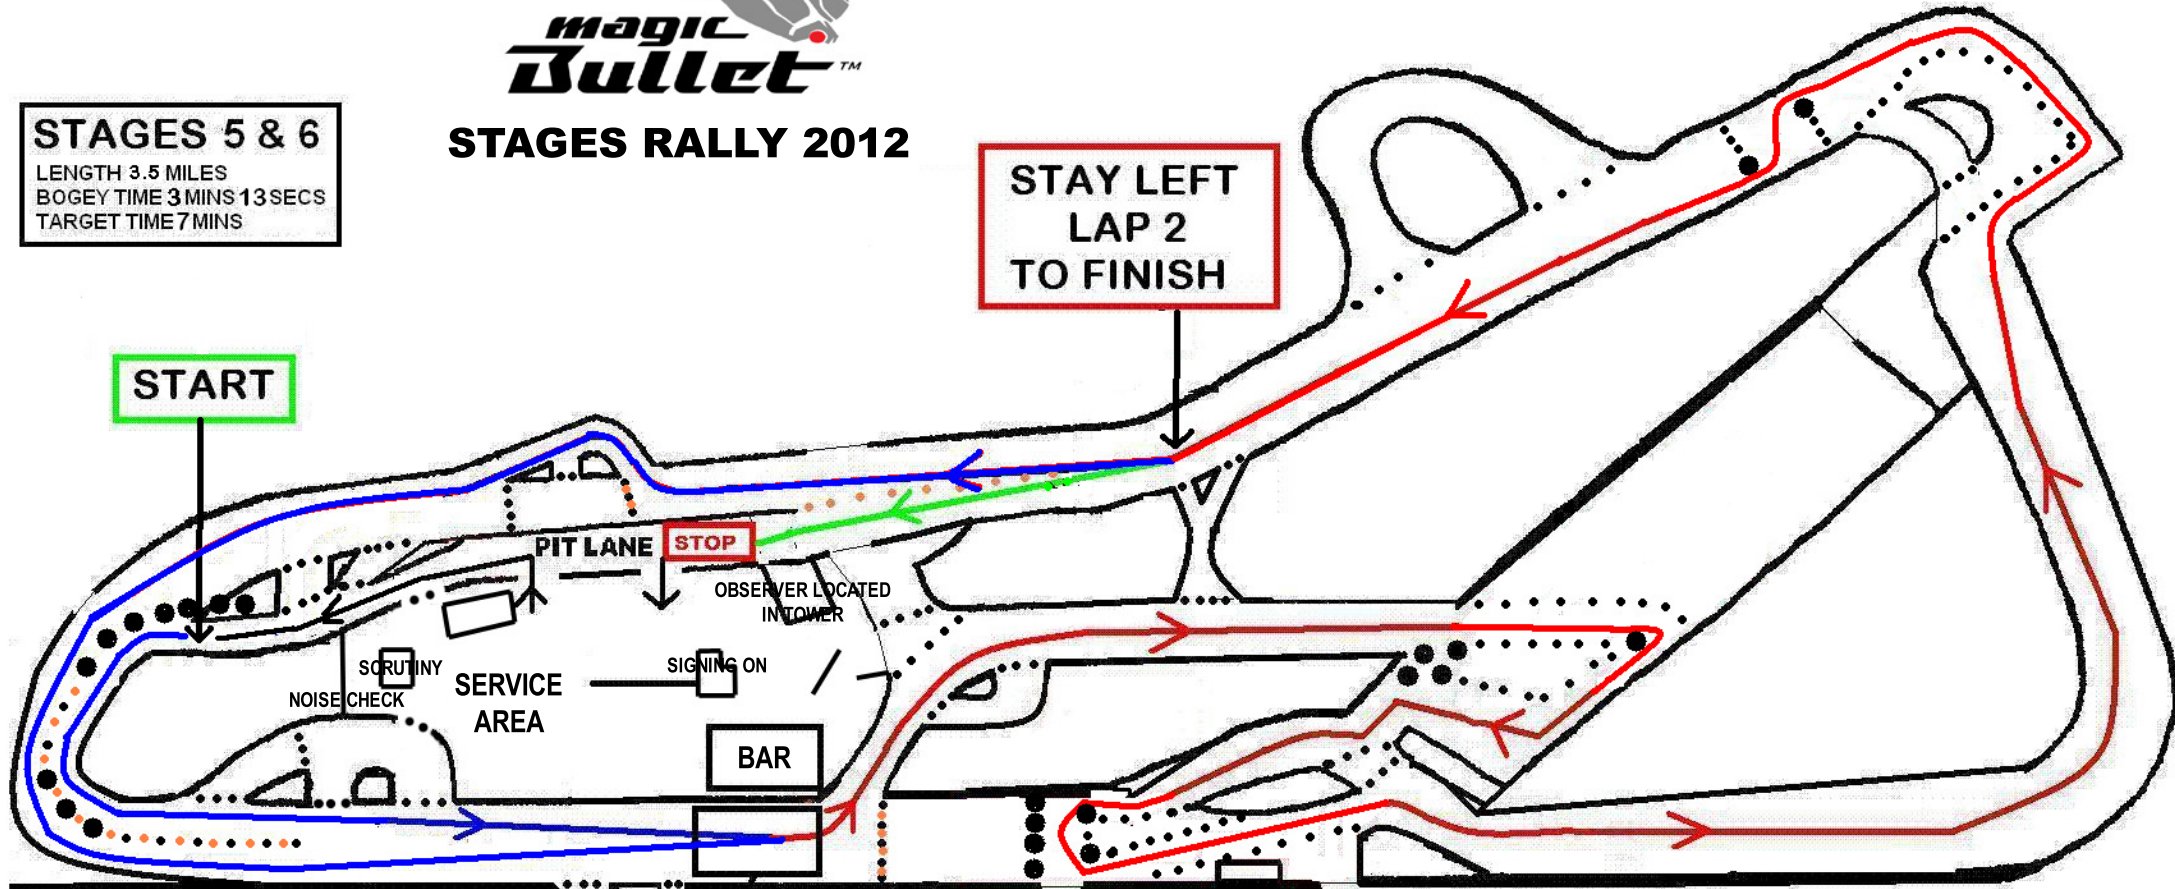 magic
Bullet™
STAGES RALLY 2012
STAGES 5 & 6
LENGTH 3.5 MILES
BOGEY TIME 3 MINS 13 SECS
TARGET TIME 7 MINS
STAY LEFT
LAP 2
TO FINISH
START
PIT LANE
STOP
OBSERVER LOCATED
IN TOWER
SCRUTINY
NOISE CHECK
SERVICE
AREA
SIGNING ON
BAR